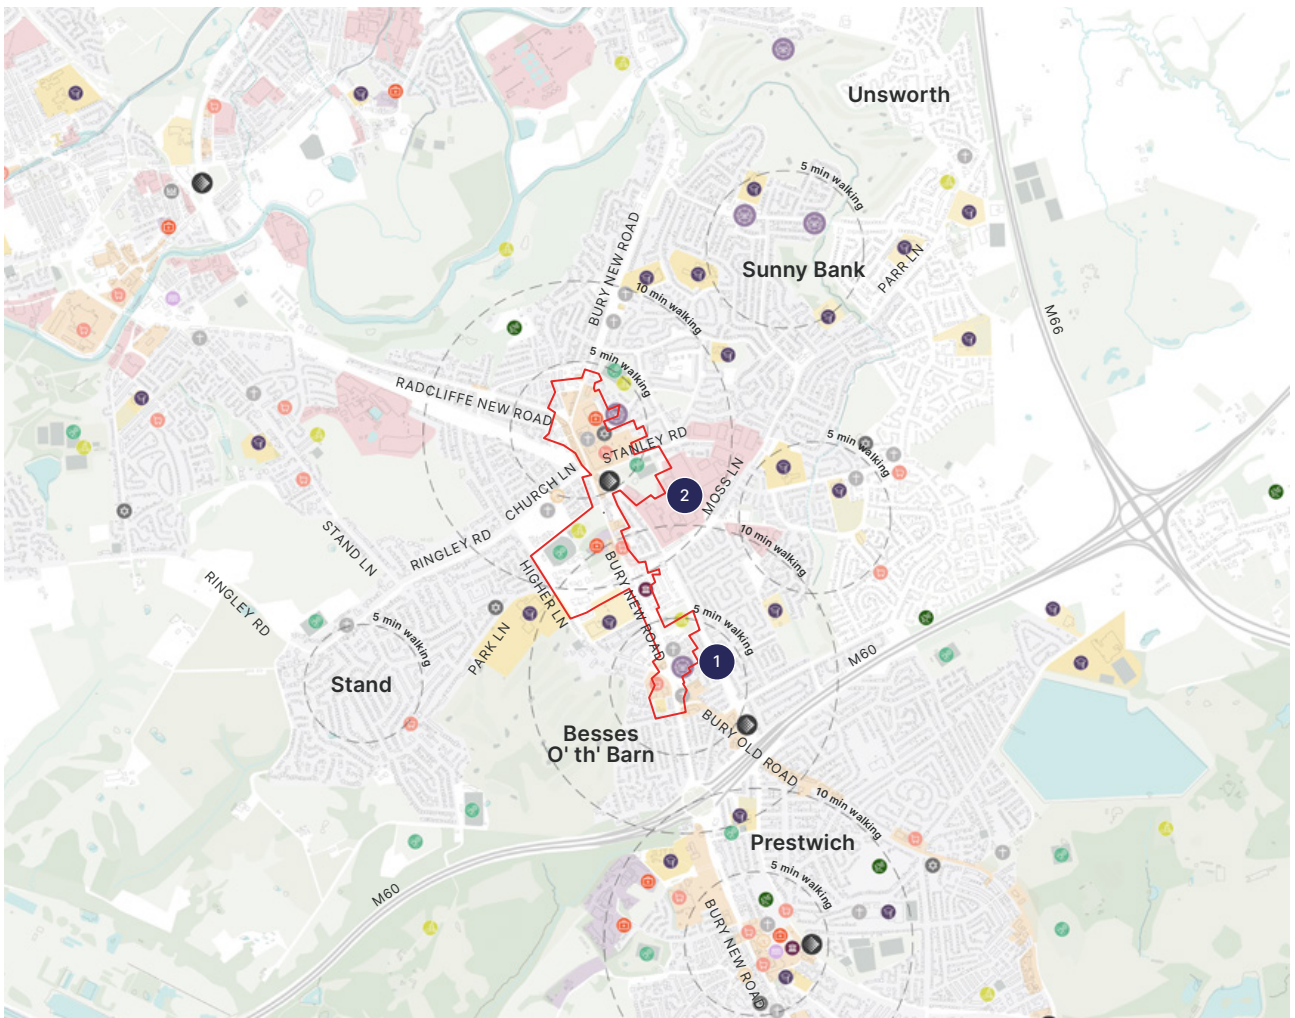 Unsworth
5 min walking
Sunny Bank
PARR LN
BURY NEW ROAD
10 min walking
M66
5 min walking
RADCLIFFE NEW ROAD
STANLEY RD
5 min walking
CHURCH LN
MOSS LN
2
RINGLEY RD
STAND LN
10 min walking
HIGHER LN
BURY NEW ROAD
RINGLEY RD
5 min walking
5 min walking
PARK LN
1
M60
Stand
BURY OLD ROAD
Besses
O' th' Barn
10 min walking
Prestwich
5 min walking
M60
BURY NEW ROAD